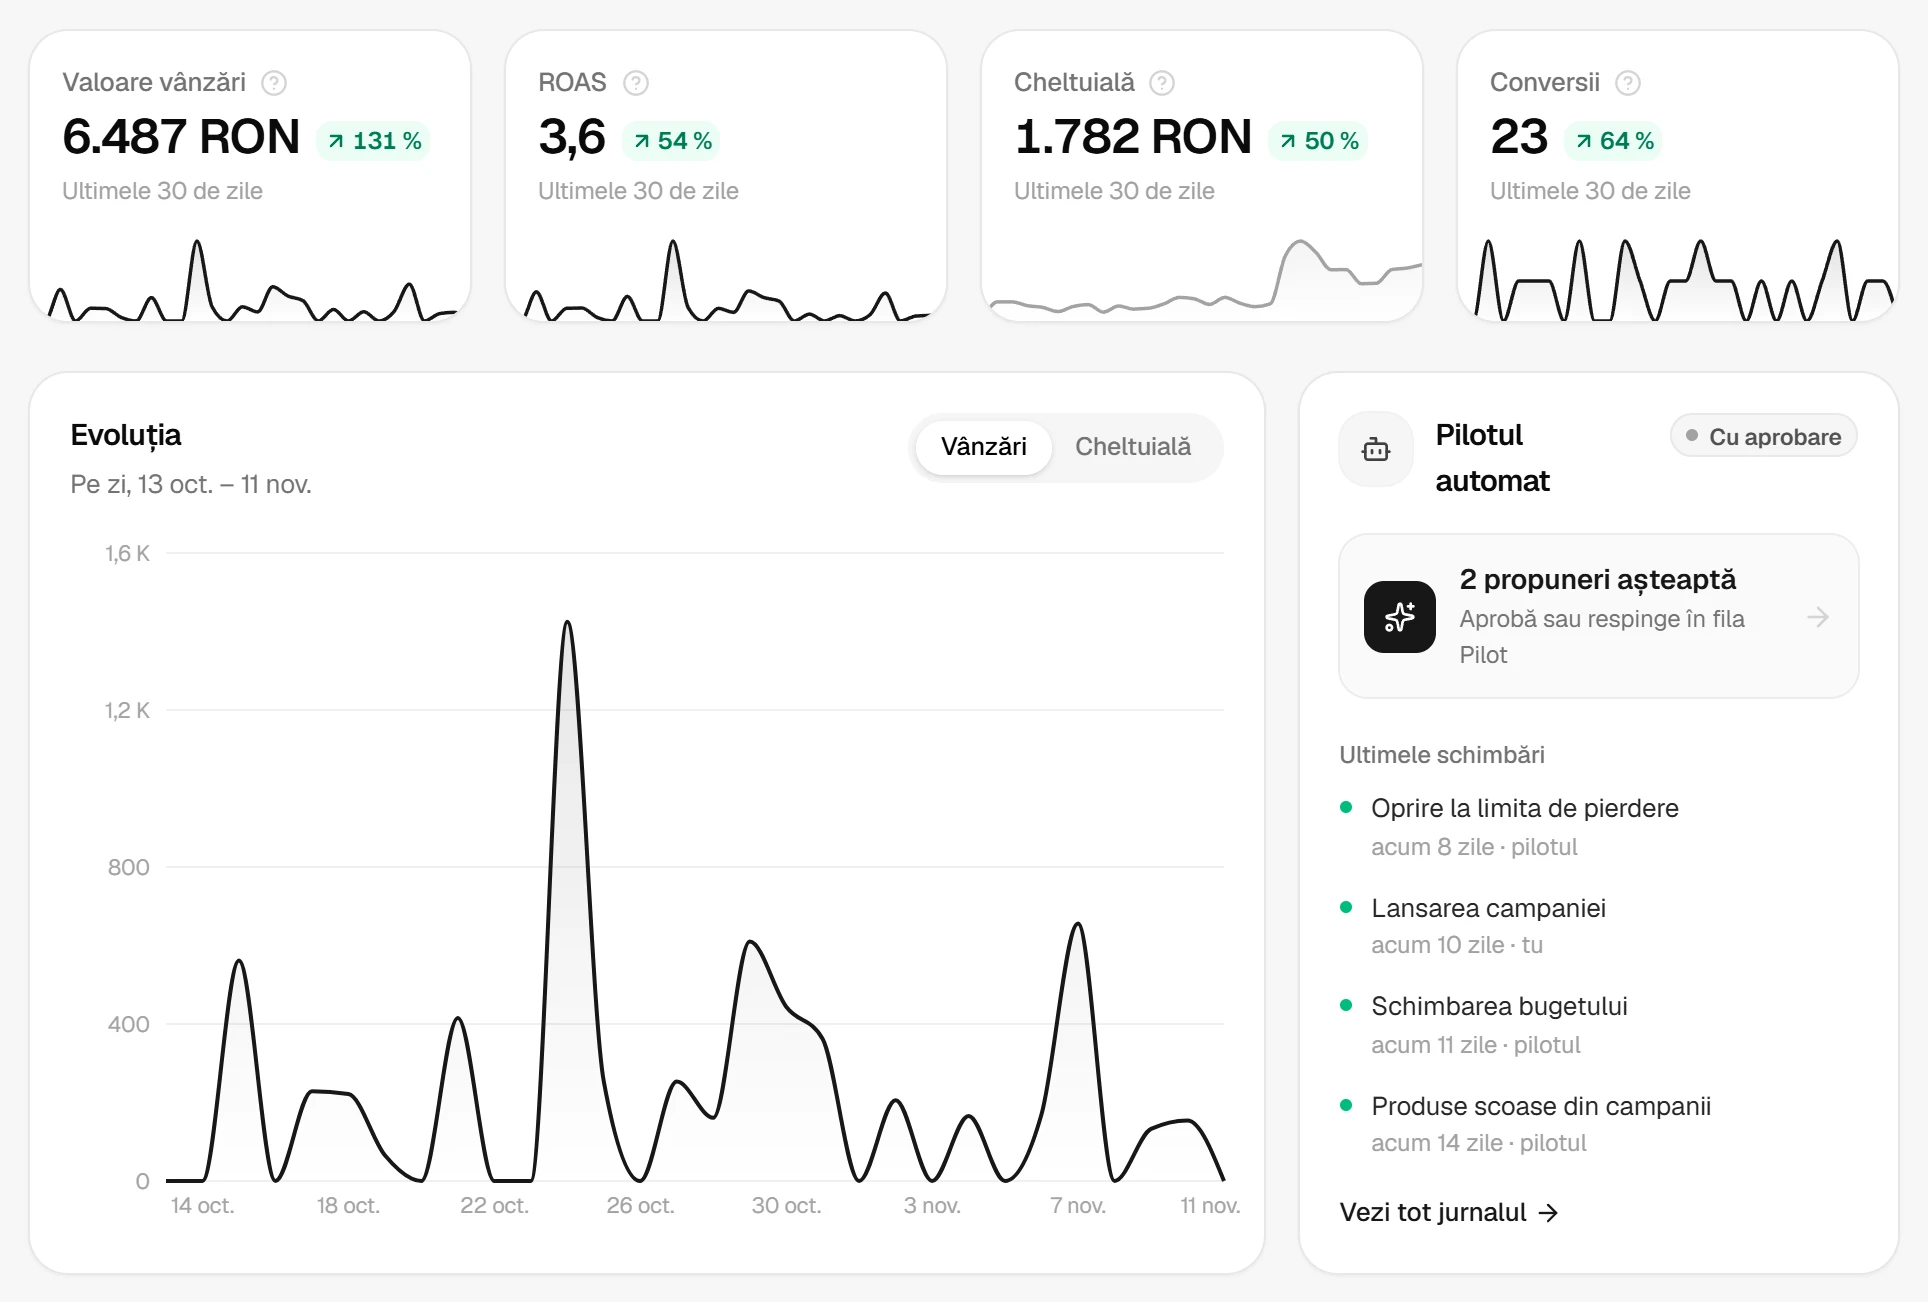 Valoare vânzări
6.487 RON
131 %
Ultimele 30 de zile
ROAS
3,6
54 %
Ultimele 30 de zile
Cheltuială
1.782 RON
50 %
Ultimele 30 de zile
Conversii
23
64 %
Ultimele 30 de zile
Evoluția
Pe zi, 13 oct. – 11 nov.
Vânzări
Cheltuială
1,6 K
1,2 K
800
400
0
14 oct.
18 oct.
22 oct.
26 oct.
30 oct.
3 nov.
7 nov.
11 nov.
Pilotul
automat
Cu aprobare
2 propuneri așteaptă
Aprobă sau respinge în fila
Pilot
Ultimele schimbări
Oprire la limita de pierdere
acum 8 zile · pilotul
Lansarea campaniei
acum 10 zile · tu
Schimbarea bugetului
acum 11 zile · pilotul
Produse scoase din campanii
acum 14 zile · pilotul
Vezi tot jurnalul →